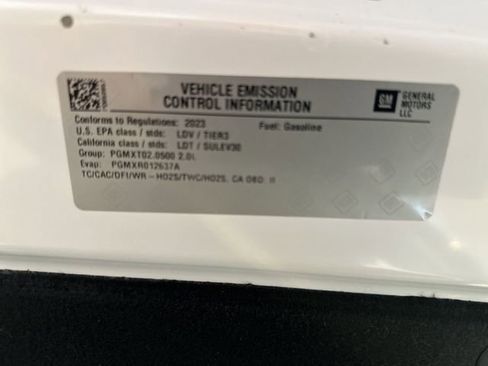 VEHICLE EMISSION
CONTROL INFORMATION
GM GENERAL MOTORS LLC
Conforms to Regulations: 2023 Fuel: Gasoline
U.S. EPA class / stds: LDV / TIER3
California class / stds: LDT / SULEV30
Group: PGMXT02.0500 2.0L
Evap: PGMXR012637A
TC/CAC/DFI/WR-HO2S/TWC/HO2S, CA OBD II